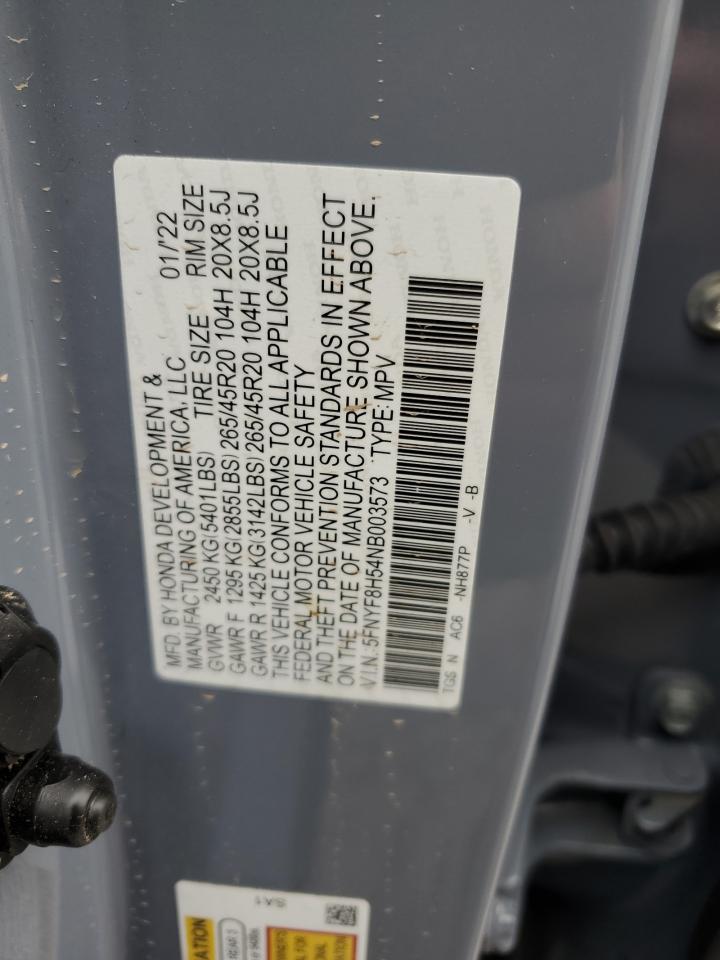 MFD. BY HONDA DEVELOPMENT &
MANUFACTURING OF AMERICA, LLC 01/'22
GVWR 2450 KG(5401LBS) TIRE SIZE RIM SIZE
GAWR F 1295 KG(2855LBS) 265/45R20 104H 20X8.5J
GAWR R 1425 KG(3142LBS) 265/45R20 104H 20X8.5J
THIS VEHICLE CONFORMS TO ALL APPLICABLE
FEDERAL MOTOR VEHICLE SAFETY
AND THEFT PREVENTION STANDARDS IN EFFECT
ON THE DATE OF MANUFACTURE SHOWN ABOVE.
V.I.N.:5FNYF8H54NB003573 TYPE:MPV
TGS N AC6 -NH877P -V -B
HONDA